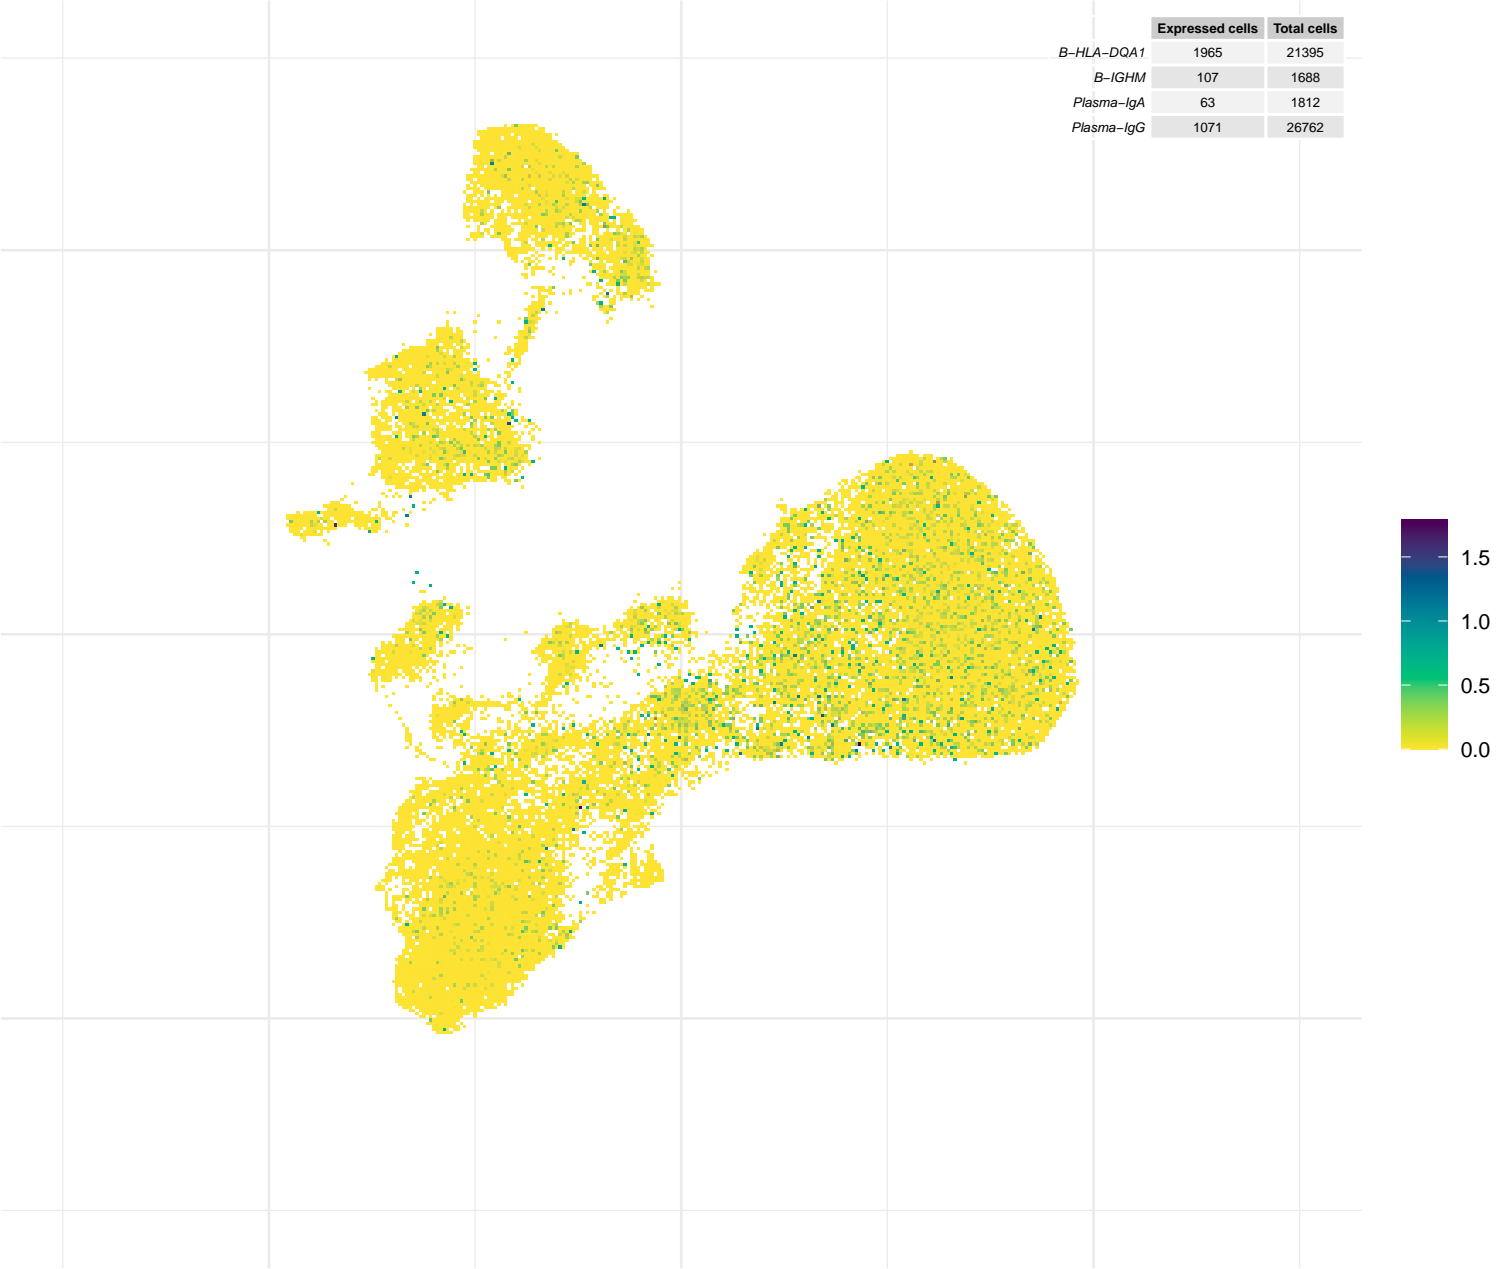 Expressed cells Total cells
B−HLA−DQA1 1965 21395
B−IGHM 107 1688
Plasma−IgA 63 1812
Plasma−IgG 1071 26762
1.5
1.0
0.5
0.0